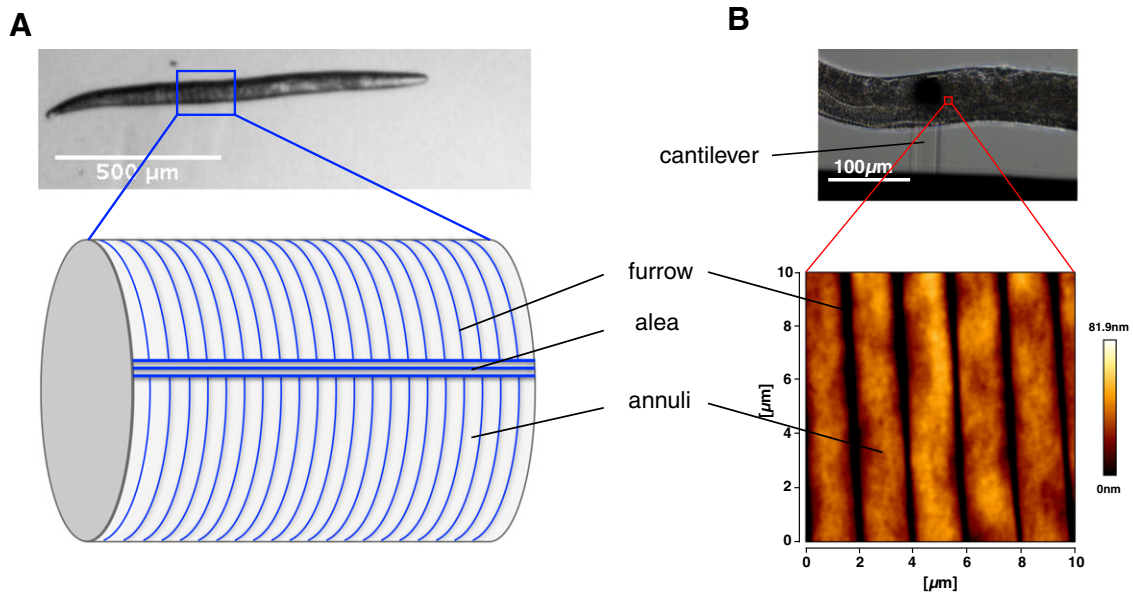 A
500 µm
B
cantilever
100µm
furrow
alea
annuli
10
8
6
4
2
0
[µm]
0
2
4
6
8
10
[µm]
81.9nm
0nm